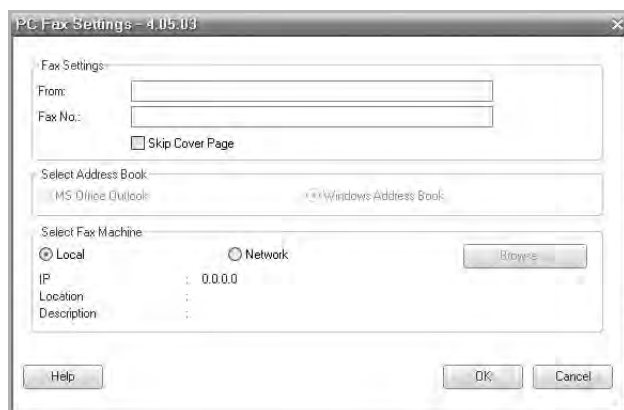 PC Fax Settings - 4.05.03
Fax Settings
From:
Fax No.:
Skip Cover Page
Select Address Book
MS Office Outlook Windows Address Book
Select Fax Machine
Local Network Browse
IP : 0.0.0.0
Location :
Description :
Help OK Cancel